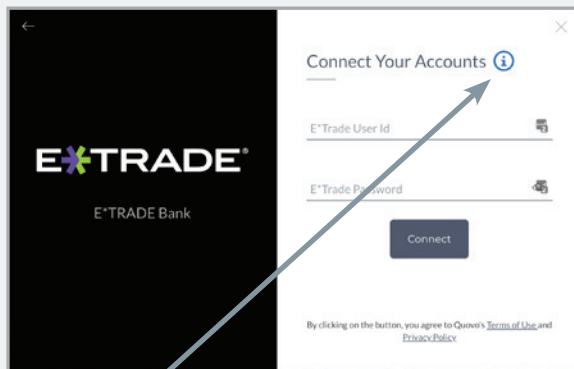 E*TRADE®
E*TRADE Bank
Connect Your Accounts
E*Trade User Id
E*Trade Password
Connect
By clicking on the button, you agree to Quovo's Terms of Use and
Privacy Policy